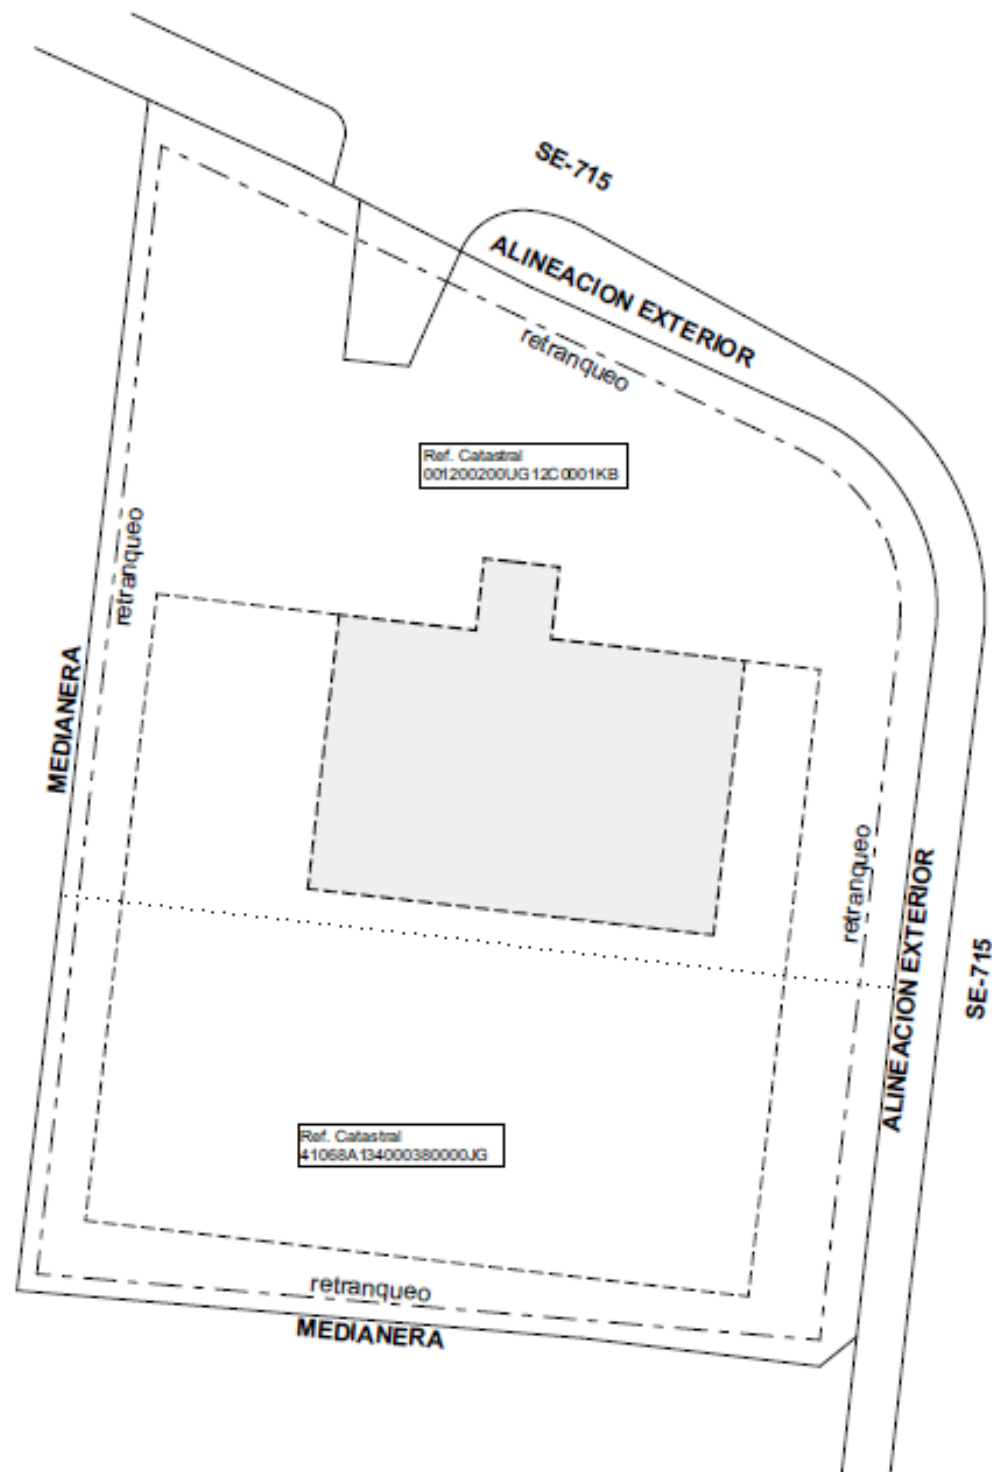 SE-715
ALINEACION EXTERIOR
retranqueo
Ref. Catastral
001200200UG12C0001KB
retranqueo
MEDIANERA
retranqueo
ALINEACION EXTERIOR
SE-715
Ref. Catastral
41068A134000380000JG
retranqueo
MEDIANERA